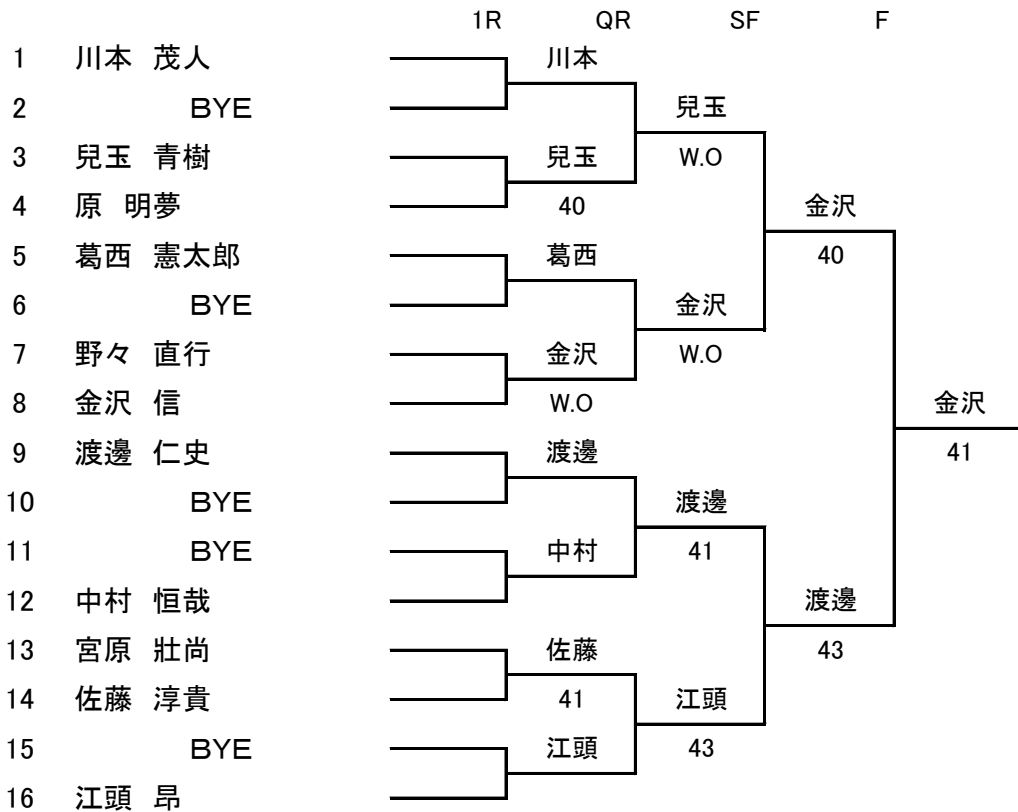 1R QR SF F
1 川本 茂人 川本
2 BYE 兒玉
3 兒玉 青樹 兒玉 W.O
4 原 明夢 40 金沢
5 葛西 憲太郎 葛西 40
6 BYE 金沢
7 野々 直行 金沢 W.O
8 金沢 信 W.O 金沢
9 渡邊 仁史 渡邊 41
10 BYE 渡邊
11 BYE 中村 41
12 中村 恒哉 渡邊
13 宮原 壯尚 佐藤 43
14 佐藤 淳貴 41 江頭
15 BYE 江頭 43
16 江頭 昂